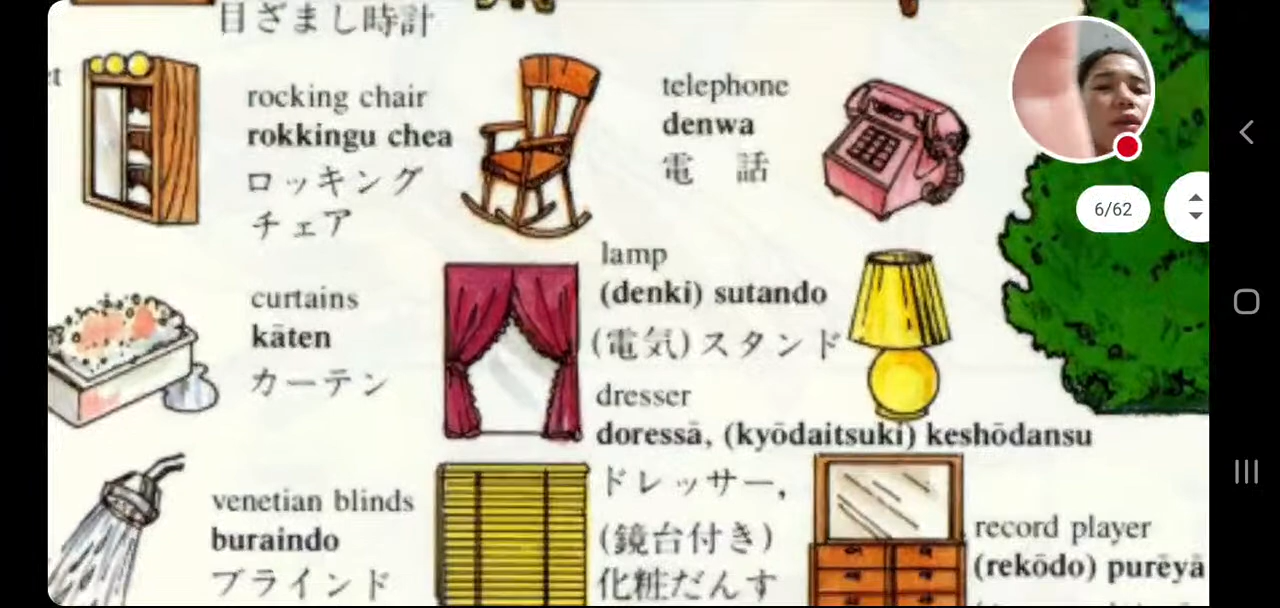 目ざまし時計
t
rocking chair
rokkingu chea
ロッキング
チェア
telephone
denwa
電 話
6/62
curtains
kāten
カーテン
lamp
(denki) sutando
(電気)スタンド
dresser
doressā, (kyōdaitsuki) keshōdansu
ドレッサー,
(鏡台付き)
化粧だんす
venetian blinds
buraindo
ブラインド
record player
(rekōdo) purēyā